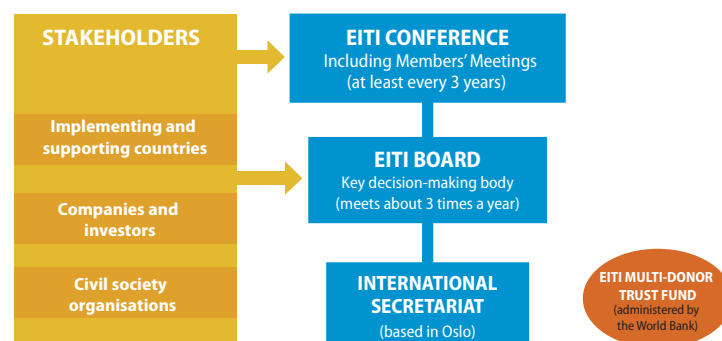 STAKEHOLDERS
Implementing and
supporting countries
Companies and
investors
Civil society
organisations
EITI CONFERENCE
Including Members' Meetings
(at least every 3 years)
EITI BOARD
Key decision-making body
(meets about 3 times a year)
INTERNATIONAL
SECRETARIAT
(based in Oslo)
EITI MULTI-DONOR
TRUST FUND
(administered by
the World Bank)